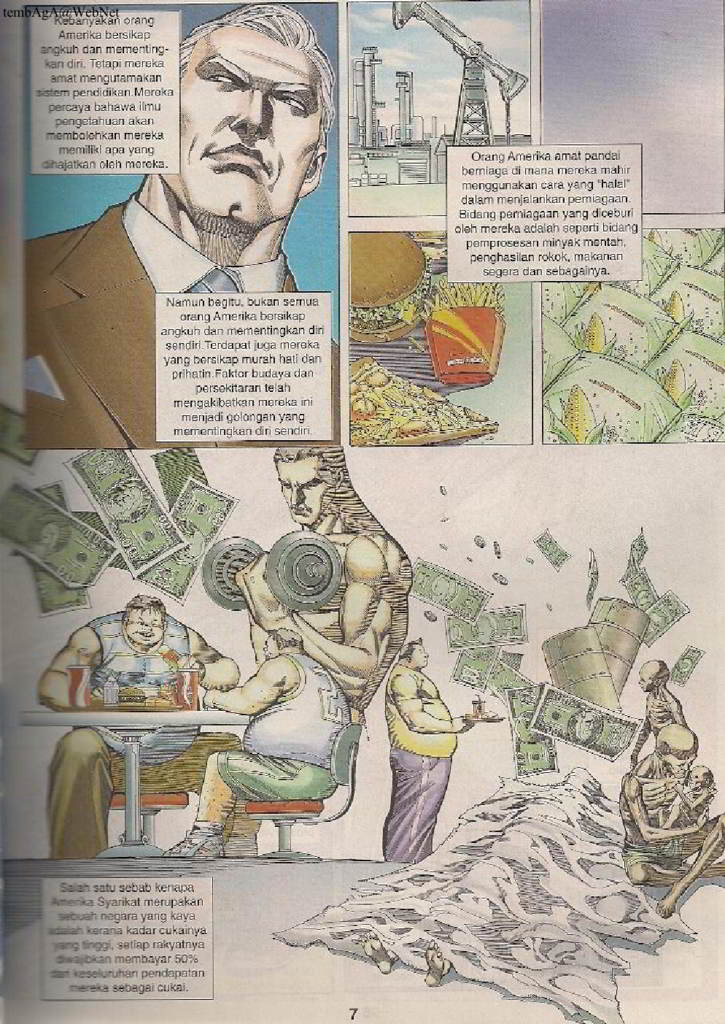 tembAgA@WebNet
Kebanyakan orang
Amerika bersikap
angkuh dan mementing-
kan diri. Tetapi mereka
amat mengutamakan
sistem pendidikan.Mereka
percaya bahawa ilmu
pengetahuan akan
membolehkan mereka
memiliki apa yang
dihajatkan oleh mereka.
Namun begitu, bukan semua
orang Amerika bersikap
angkuh dan mementingkan diri
sendiri.Terdapat juga mereka
yang bersikap murah hati dan
prihatin.Faktor budaya dan
persekitaran telah
mengakibatkan mereka ini
menjadi golongan yang
mementingkan diri sendiri.
Orang Amerika amat pandai
berniaga di mana mereka mahir
menggunakan cara yang "halal"
dalam menjalankan perniagaan.
Bidang perniagaan yang diceburi
oleh mereka adalah seperti bidang
pemprosesan minyak mentah,
penghasilan rokok, makanan
segera dan sebagainya.
Salah satu sebab kenapa
Amerika Syarikat merupakan
sebuah negara yang kaya
adalah kerana kadar cukainya
yang tinggi, setiap rakyatnya
diwajibkan membayar 50%
dari keseluruhan pendapatan
mereka sebagai cukai.
7